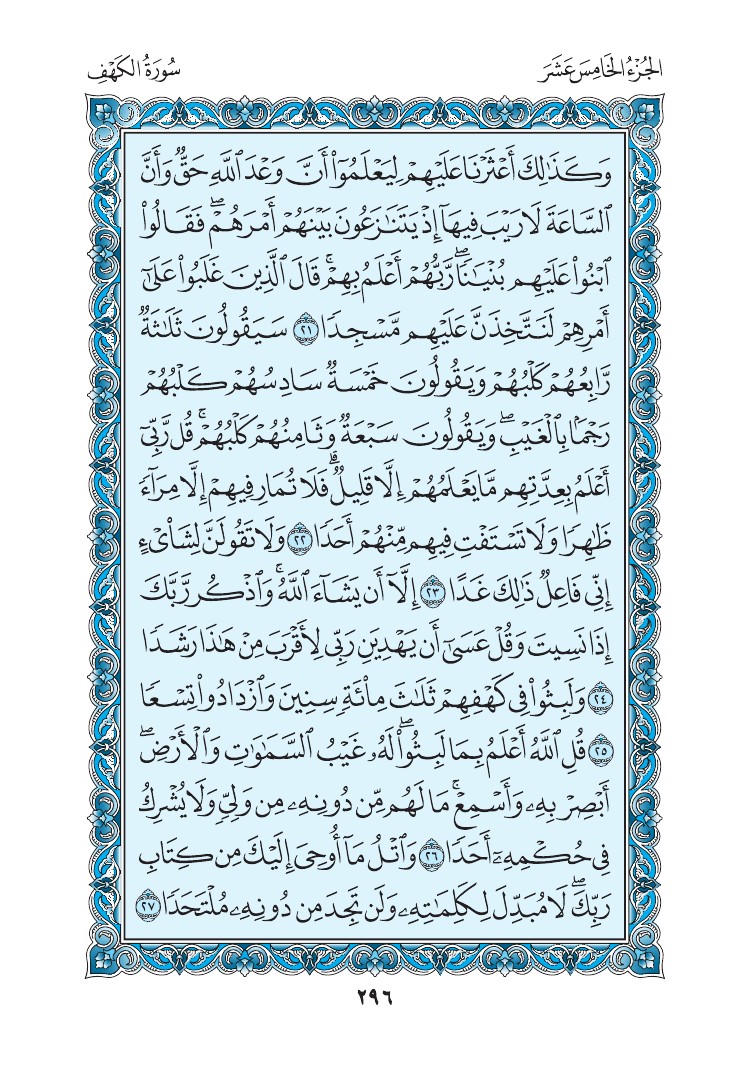 الجُزْءُ الخَامِسَ عَشَرَ
سُورَةُ الكَهْفِ
وَكَذَٰلِكَ أَعْثَرْنَا عَلَيْهِمْ لِيَعْلَمُوٓا۟ أَنَّ وَعْدَ ٱللَّهِ حَقٌّ وَأَنَّ
ٱلسَّاعَةَ لَا رَيْبَ فِيهَآ إِذْ يَتَنَٰزَعُونَ بَيْنَهُمْ أَمْرَهُمْ ۖ فَقَالُوا۟
ٱبْنُوا۟ عَلَيْهِم بُنْيَٰنًا ۖ رَّبُّهُمْ أَعْلَمُ بِهِمْ ۚ قَالَ ٱلَّذِينَ غَلَبُوا۟ عَلَىٰٓ
أَمْرِهِمْ لَنَتَّخِذَنَّ عَلَيْهِم مَّسْجِدًا ٢١ سَيَقُولُونَ ثَلَٰثَةٌ
رَّابِعُهُمْ كَلْبُهُمْ وَيَقُولُونَ خَمْسَةٌ سَادِسُهُمْ كَلْبُهُمْ
رَجْمًۢا بِٱلْغَيْبِ ۖ وَيَقُولُونَ سَبْعَةٌ وَثَامِنُهُمْ كَلْبُهُمْ ۚ قُل رَّبِّىٓ
أَعْلَمُ بِعِدَّتِهِم مَّا يَعْلَمُهُمْ إِلَّا قَلِيلٌ ۗ فَلَا تُمَارِ فِيهِمْ إِلَّا مِرَآءً
ظَٰهِرًا وَلَا تَسْتَفْتِ فِيهِم مِّنْهُمْ أَحَدًا ٢٢ وَلَا تَقُولَنَّ لِشَا۟ىْءٍ
إِنِّى فَاعِلٌ ذَٰلِكَ غَدًا ٢٣ إِلَّآ أَن يَشَآءَ ٱللَّهُ ۚ وَٱذْكُر رَّبَّكَ
إِذَا نَسِيتَ وَقُلْ عَسَىٰٓ أَن يَهْدِيَنِ رَبِّى لِأَقْرَبَ مِنْ هَٰذَا رَشَدًا
٢٤ وَلَبِثُوا۟ فِى كَهْفِهِمْ ثَلَٰثَ مِا۟ئَةٍ سِنِينَ وَٱزْدَادُوا۟ تِسْعًا
٢٥ قُلِ ٱللَّهُ أَعْلَمُ بِمَا لَبِثُوا۟ ۖ لَهُۥ غَيْبُ ٱلسَّمَٰوَٰتِ وَٱلْأَرْضِ ۖ
أَبْصِرْ بِهِۦ وَأَسْمِعْ ۚ مَا لَهُم مِّن دُونِهِۦ مِن وَلِىٍّ وَلَا يُشْرِكُ
فِى حُكْمِهِۦٓ أَحَدًا ٢٦ وَٱتْلُ مَآ أُوحِىَ إِلَيْكَ مِن كِتَابِ
رَبِّكَ ۖ لَا مُبَدِّلَ لِكَلِمَٰتِهِۦ وَلَن تَجِدَ مِن دُونِهِۦ مُلْتَحَدًا ٢٧
٢٩٦